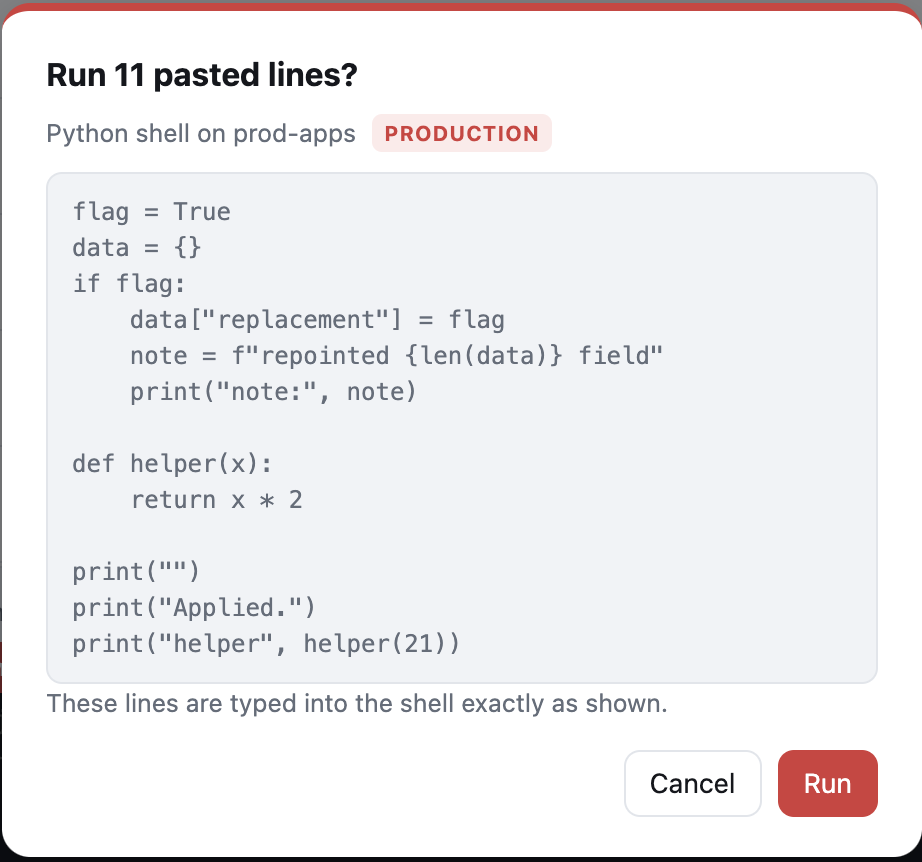 Run 11 pasted lines?
Python shell on prod-apps PRODUCTION
flag = True
data = {}
if flag:
    data["replacement"] = flag
    note = f"repointed {len(data)} field"
    print("note:", note)

def helper(x):
    return x * 2

print("")
print("Applied.")
print("helper", helper(21))
These lines are typed into the shell exactly as shown.
Cancel Run